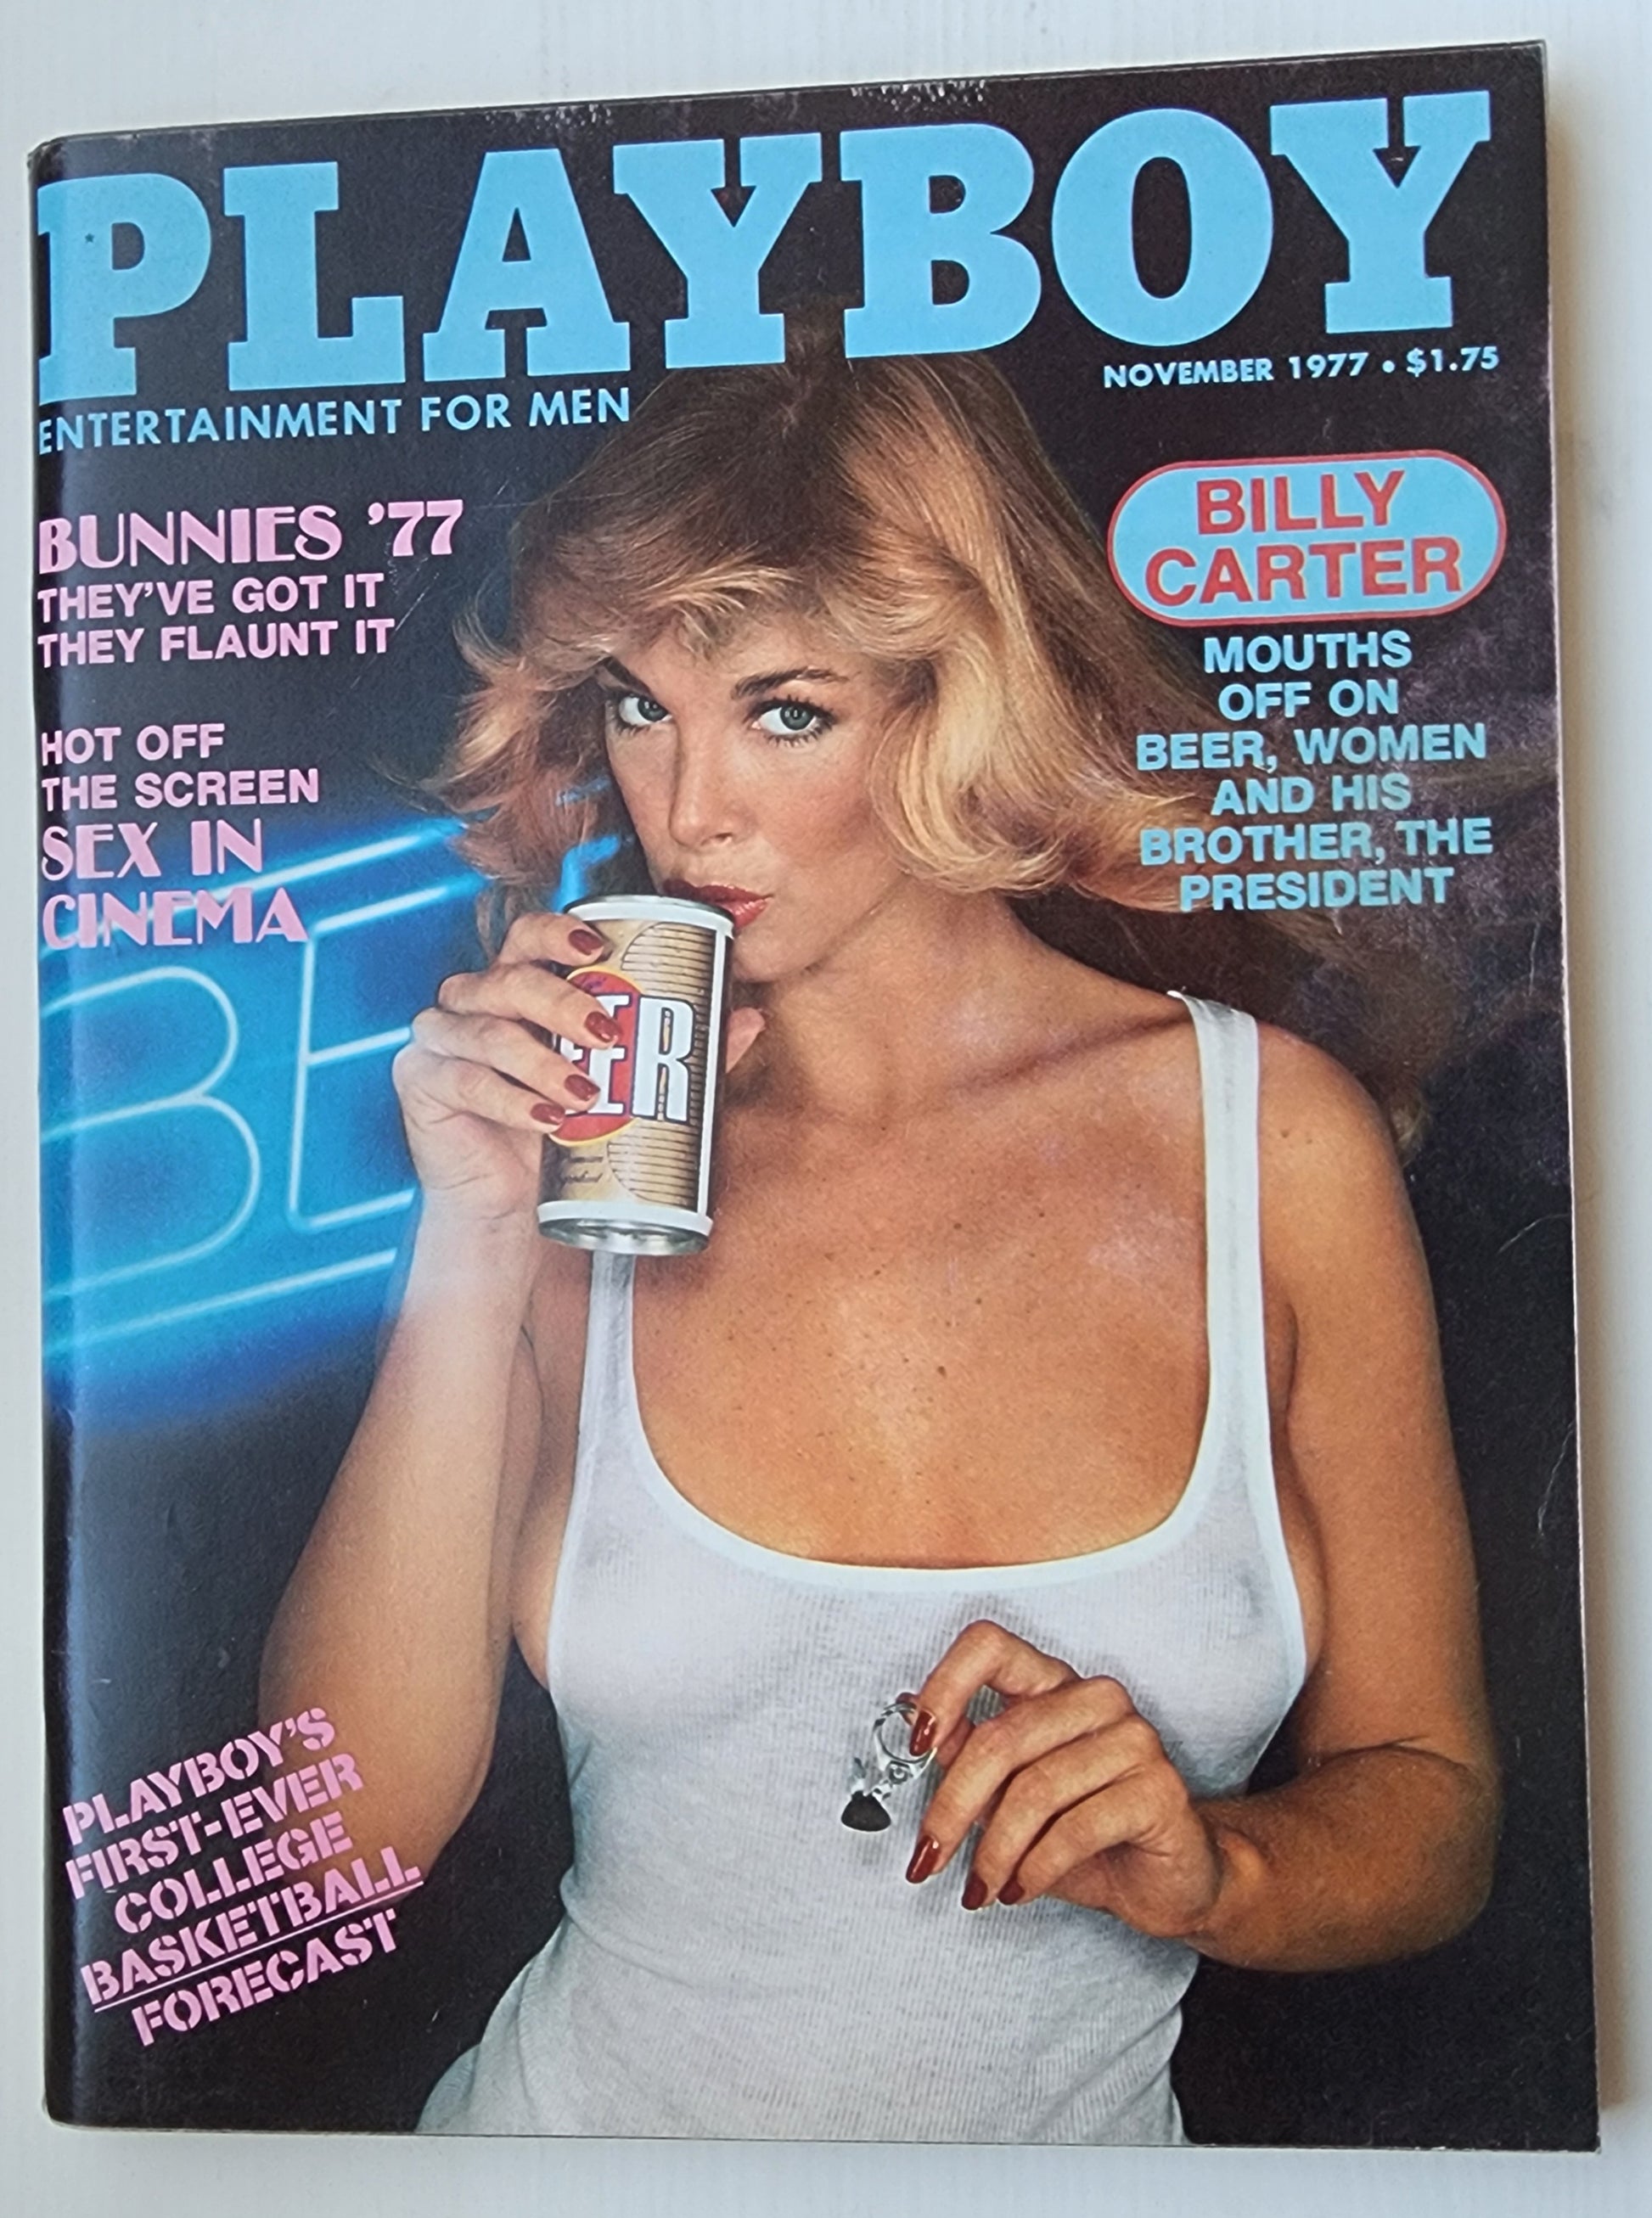 PLAYBOY
ENTERTAINMENT FOR MEN
NOVEMBER 1977 • $1.75
BUNNIES '77
THEY'VE GOT IT
THEY FLAUNT IT
HOT OFF
THE SCREEN
SEX IN
CINEMA
BILLY
CARTER
MOUTHS
OFF ON
BEER, WOMEN
AND HIS
BROTHER, THE
PRESIDENT
BE
EER
PLAYBOY'S
FIRST-EVER
COLLEGE
BASKETBALL
FORECAST